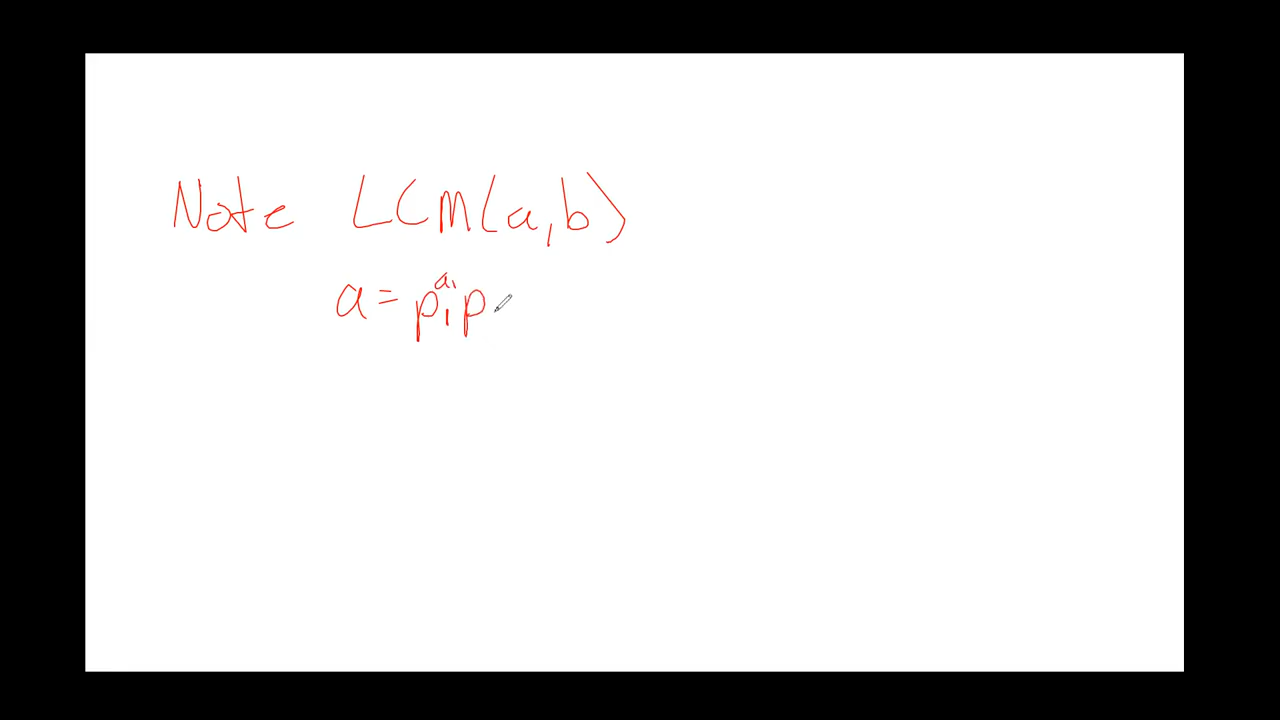 Note LCM(a,b)
a = p₁^a₁ p